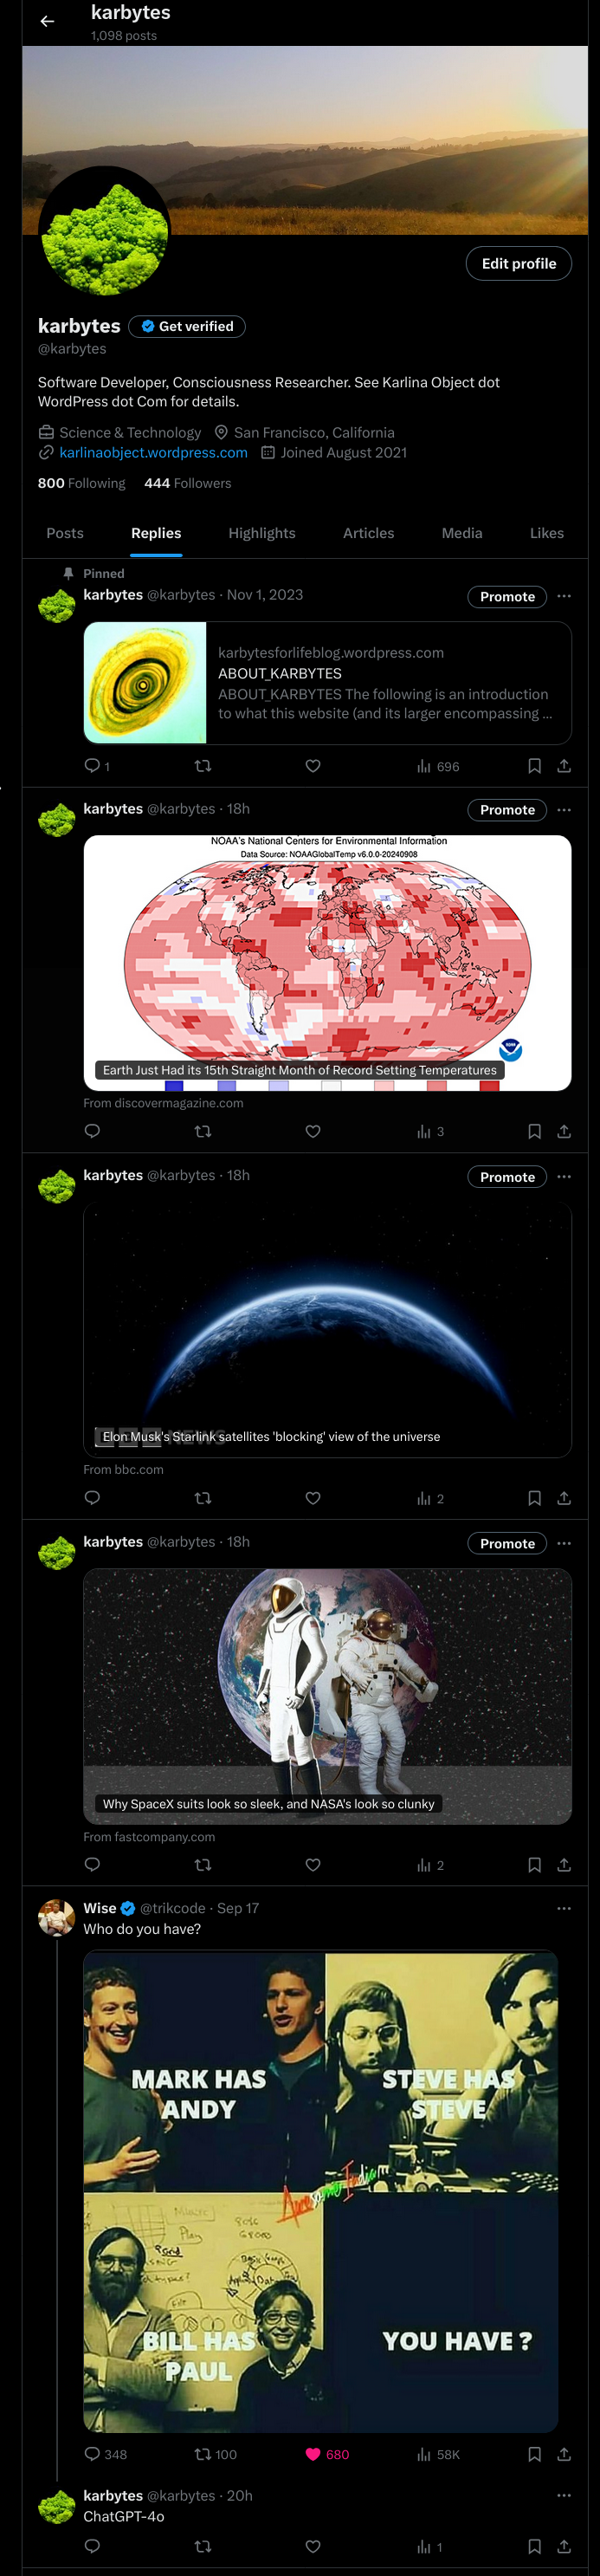 karbytes
1,098 posts
Edit profile
karbytes Get verified
@karbytes
Software Developer, Consciousness Researcher. See Karlina Object dot
WordPress dot Com for details.
Science & Technology San Francisco, California
karlinaobject.wordpress.com Joined August 2021
800 Following 444 Followers
Posts Replies Highlights Articles Media Likes
Pinned
karbytes @karbytes · Nov 1, 2023 Promote
karbytesforlifeblog.wordpress.com
ABOUT_KARBYTES
ABOUT_KARBYTES The following is an introduction
to what this website (and its larger encompassing ...
1 696
karbytes @karbytes · 18h Promote
NOAA's National Centers for Environmental Information
Data Source: NOAAGlobalTemp v6.0.0-20240908
Earth Just Had its 15th Straight Month of Record Setting Temperatures
From discovermagazine.com
3
karbytes @karbytes · 18h Promote
BBC NEWS
Elon Musk's Starlink satellites 'blocking' view of the universe
From bbc.com
2
karbytes @karbytes · 18h Promote
Why SpaceX suits look so sleek, and NASA's look so clunky
From fastcompany.com
2
Wise @trikcode · Sep 17
Who do you have?
MARK HAS
ANDY
STEVE HAS
STEVE
Awesome India
BILL HAS
PAUL
YOU HAVE ?
348 100 680 58K
karbytes @karbytes · 20h
ChatGPT-4o
1